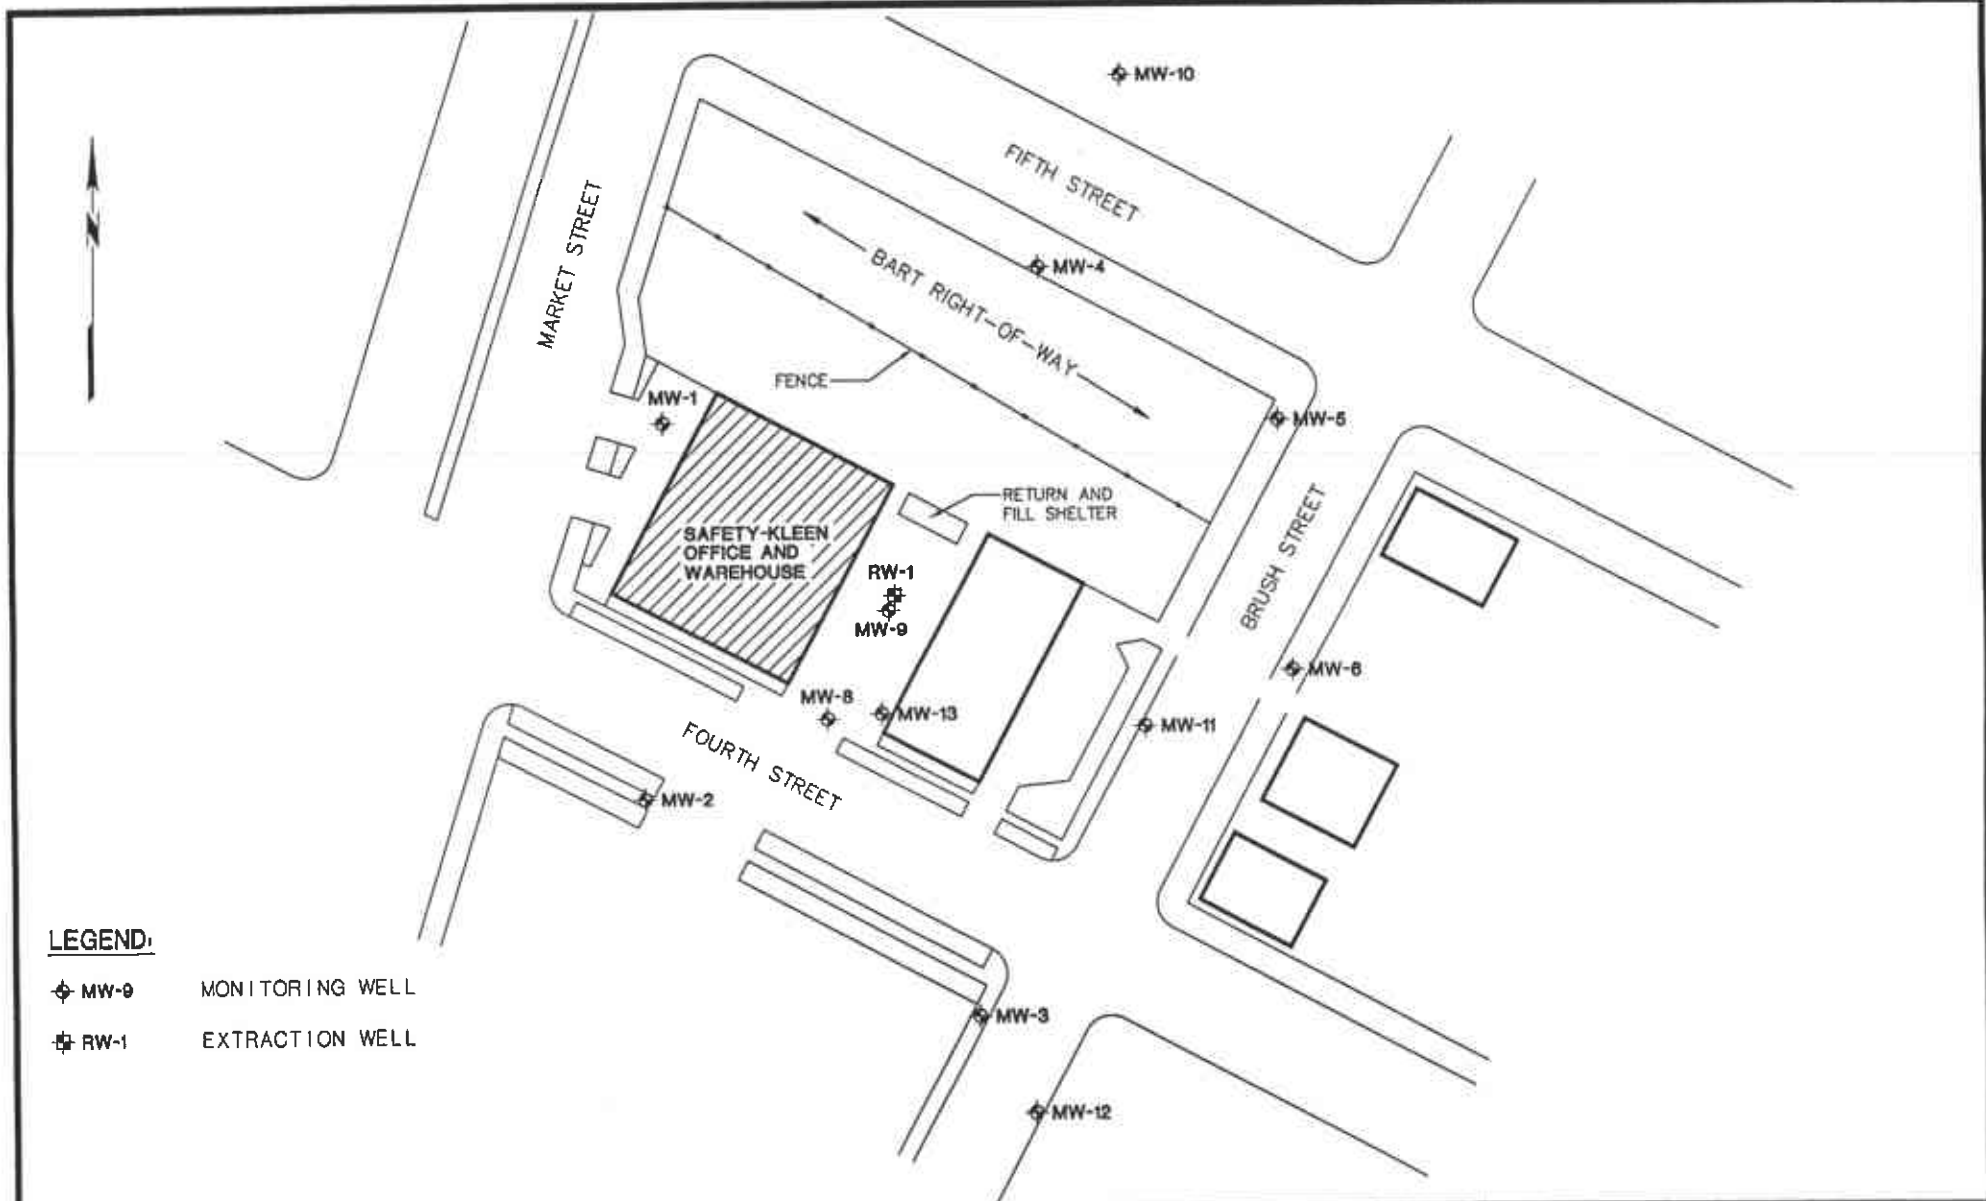 MW-10
FIFTH STREET
N
MARKET STREET
MW-4
BART RIGHT-OF-WAY
FENCE
MW-1
MW-5
RETURN AND
FILL SHELTER
SAFETY-KLEEN
OFFICE AND
WAREHOUSE
RW-1
MW-9
BRUSH STREET
MW-6
MW-8
MW-13
MW-11
FOURTH STREET
MW-2
MW-3
MW-12
LEGEND:
MW-9 MONITORING WELL
RW-1 EXTRACTION WELL